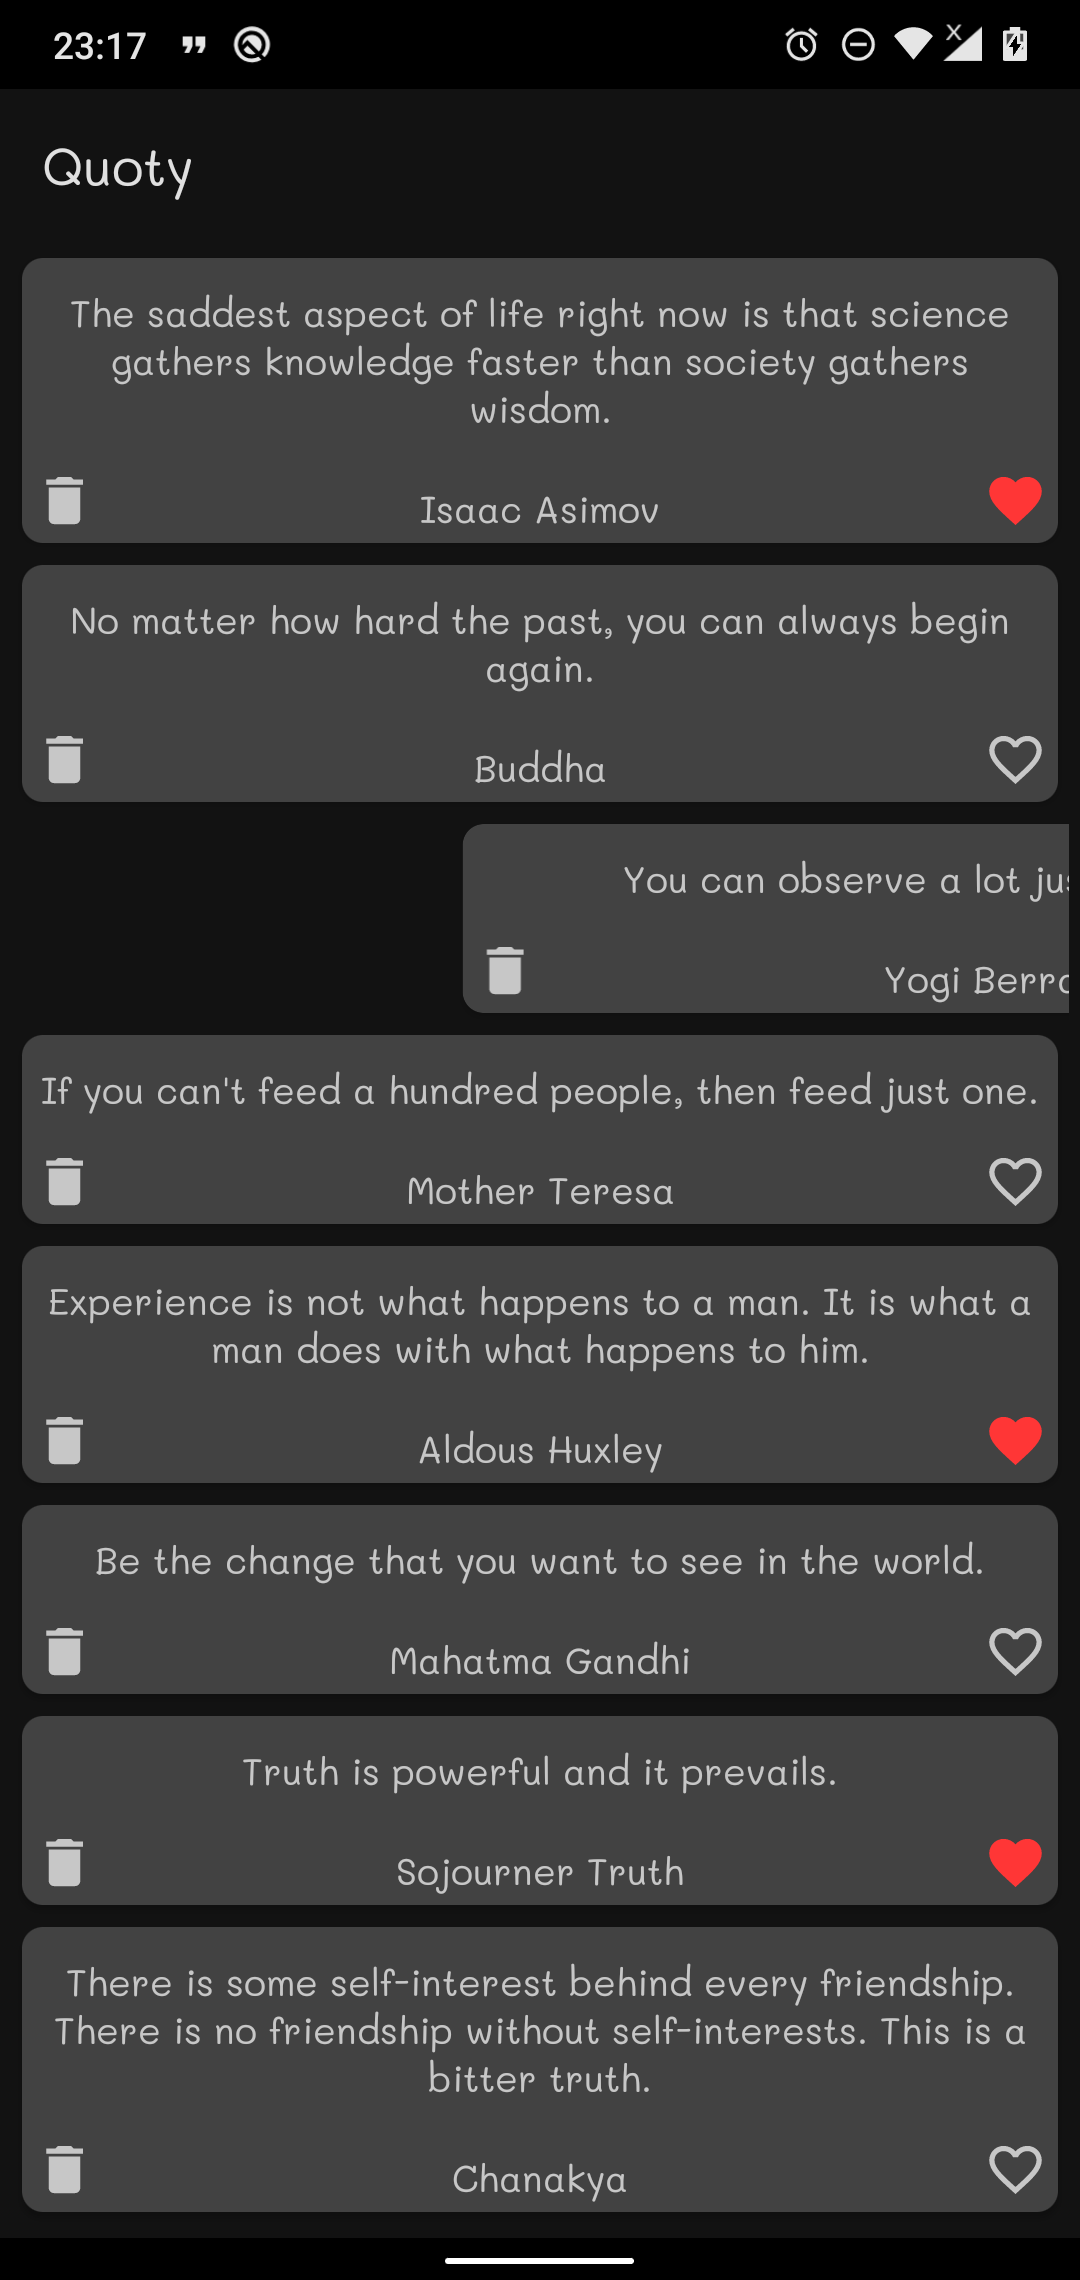 23:17
Quoty
The saddest aspect of life right now is that science
gathers knowledge faster than society gathers
wisdom.
Isaac Asimov
No matter how hard the past, you can always begin
again.
Buddha
You can observe a lot
Yogi
If you can't feed a hundred people, then feed just one.
Mother Teresa
Experience is not what happens to a man. It is what a
man does with what happens to him.
Aldous Huxley
Be the change that you want to see in the world.
Mahatma Gandhi
Truth is powerful and it prevails.
Sojourner Truth
There is some self-interest behind every friendship.
There is no friendship without self-interests. This is a
bitter truth.
Chanakya